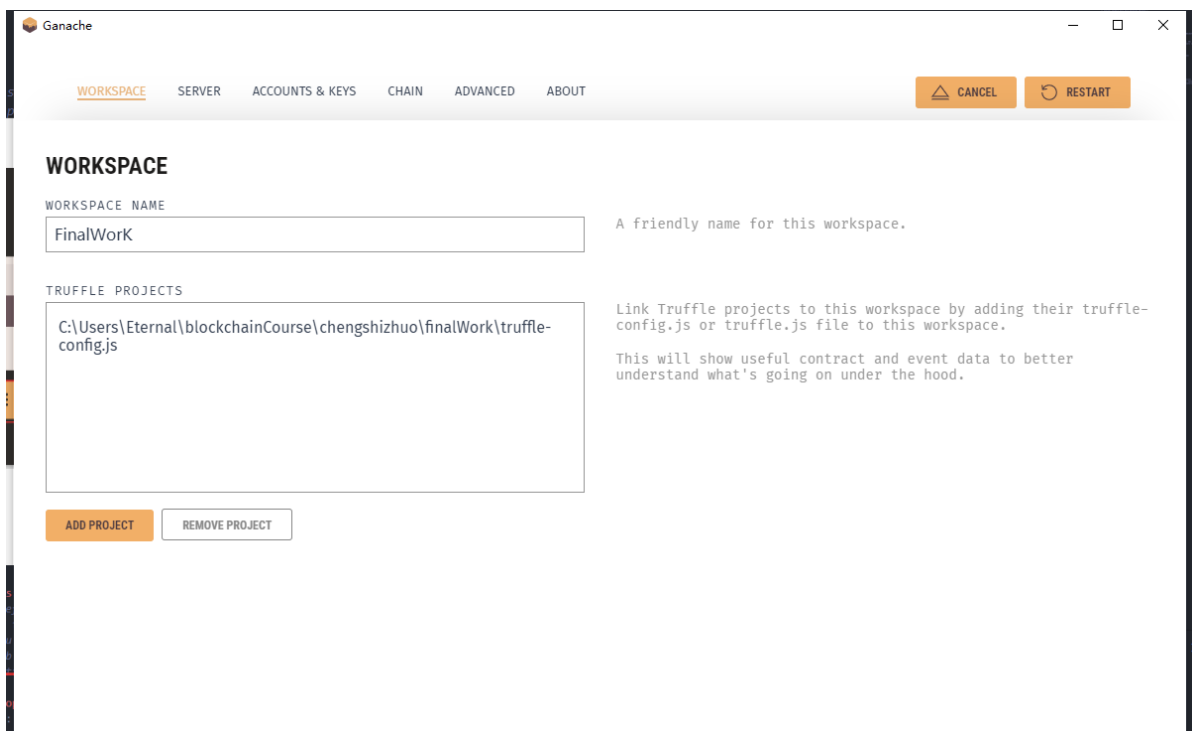 Ganache
WORKSPACE SERVER ACCOUNTS & KEYS CHAIN ADVANCED ABOUT CANCEL RESTART
WORKSPACE
WORKSPACE NAME
FinalWorK
A friendly name for this workspace.
TRUFFLE PROJECTS
C:\Users\Eternal\blockchainCourse\chengshizhuo\finalWork\truffle-
config.js
Link Truffle projects to this workspace by adding their truffle-
config.js or truffle.js file to this workspace.
This will show useful contract and event data to better
understand what's going on under the hood.
ADD PROJECT REMOVE PROJECT